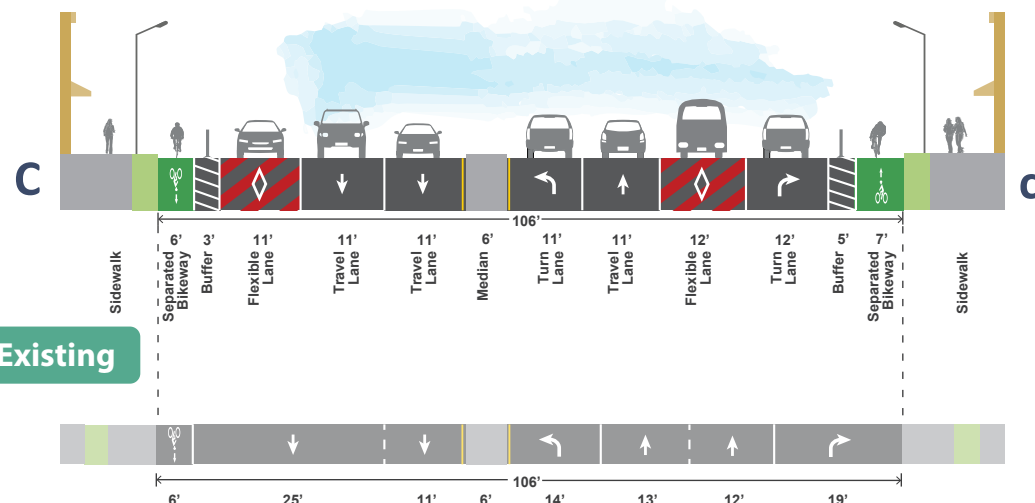 C
c
106’
6’ 3’ 11’ 11’ 11’ 6’ 11’ 11’ 12’ 12’ 5’ 7’
Sidewalk
Separated
Bikeway
Buffer
Flexible
Lane
Travel
Lane
Travel
Lane
Median
Turn
Lane
Travel
Lane
Flexible
Lane
Turn
Lane
Buffer
Separated
Bikeway
Sidewalk
Existing
106’
6’ 25’ 11’ 6’ 14’ 13’ 12’ 19’